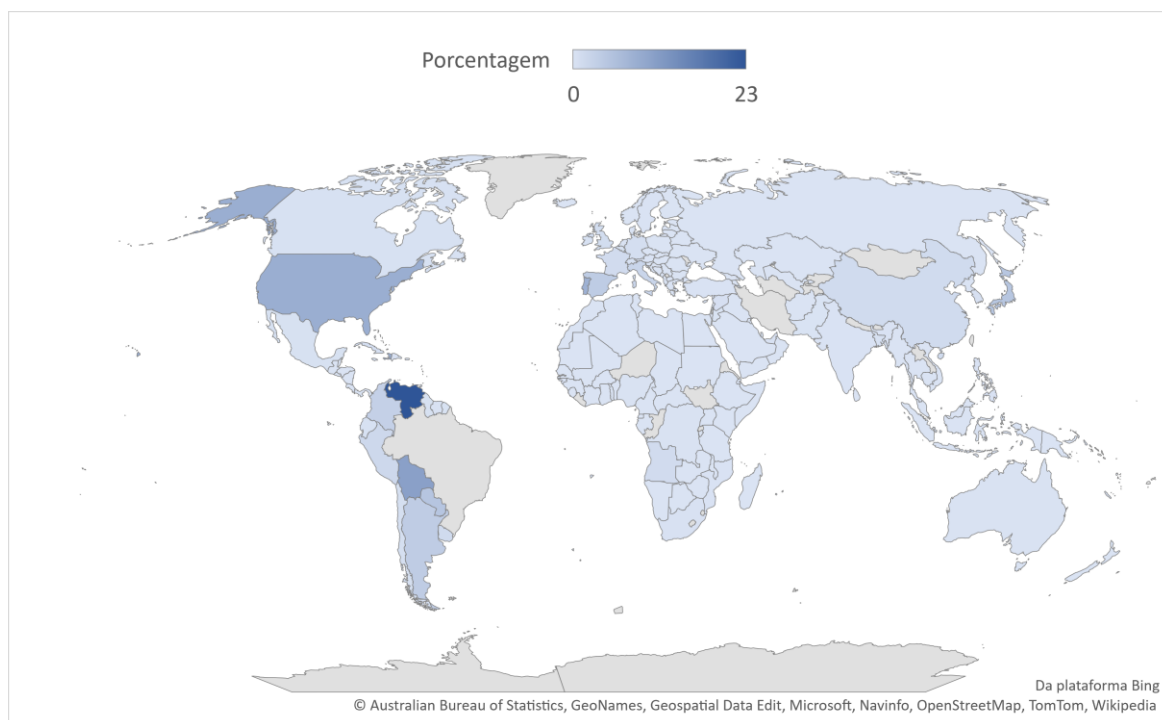 Porcentagem
0 23
Da plataforma Bing
© Australian Bureau of Statistics, GeoNames, Geospatial Data Edit, Microsoft, Navinfo, OpenStreetMap, TomTom, Wikipedia